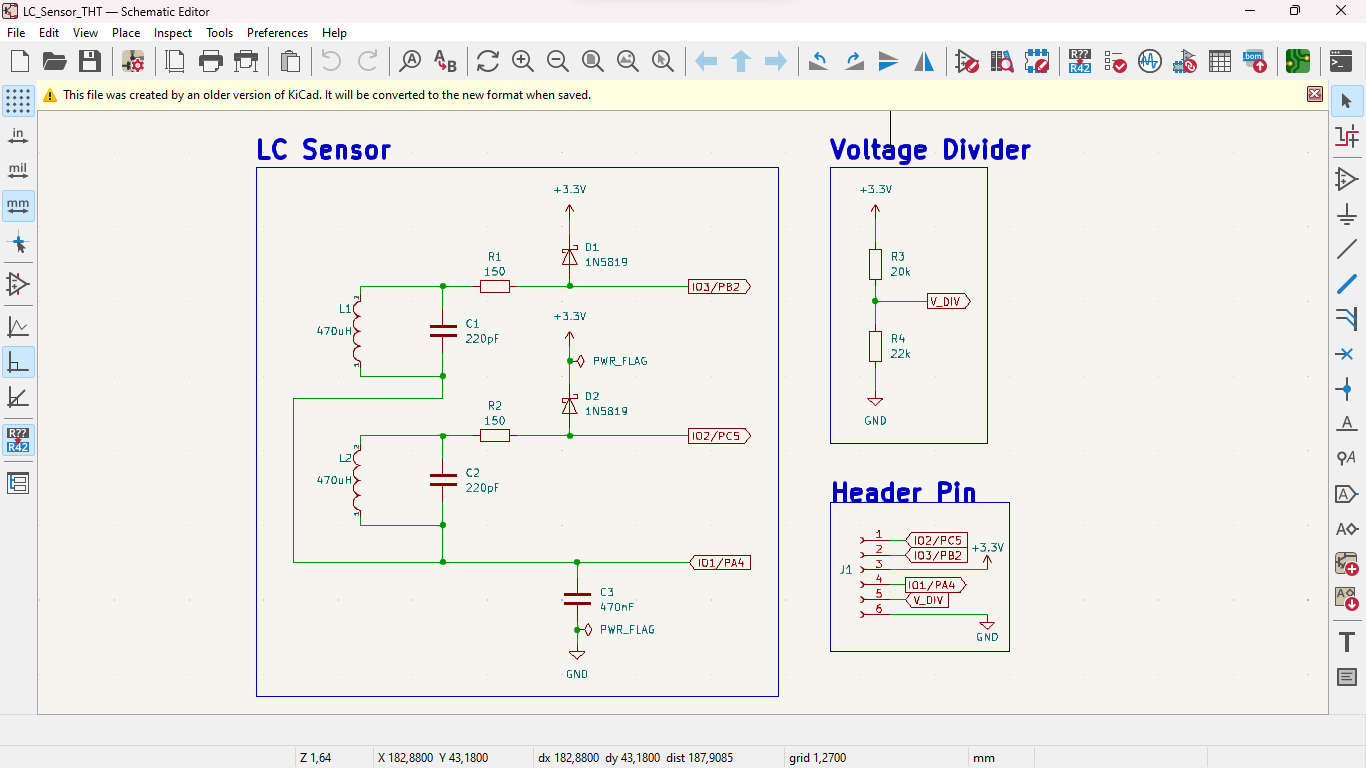 LC_Sensor_THT — Schematic Editor
File Edit View Place Inspect Tools Preferences Help
This file was created by an older version of KiCad. It will be converted to the new format when saved.
in
mil
mm
R??
R42
R??
R42
bom
LC Sensor
+3.3V
D1
1N5819
R1
150
IO3/PB2
L1
470uH
2
1
C1
220pF
+3.3V
PWR_FLAG
D2
1N5819
R2
150
IO2/PC5
L2
470uH
2
1
C2
220pF
IO1/PA4
C3
470nF
PWR_FLAG
GND
Voltage Divider
+3.3V
R3
20k
V_DIV
R4
22k
GND
Header Pin
J1
1 IO2/PC5
2 IO3/PB2
3 +3.3V
4 IO1/PA4
5 V_DIV
6
GND
Z 1,64 X 182,8800 Y 43,1800 dx 182,8800 dy 43,1800 dist 187,9085 grid 1,2700 mm